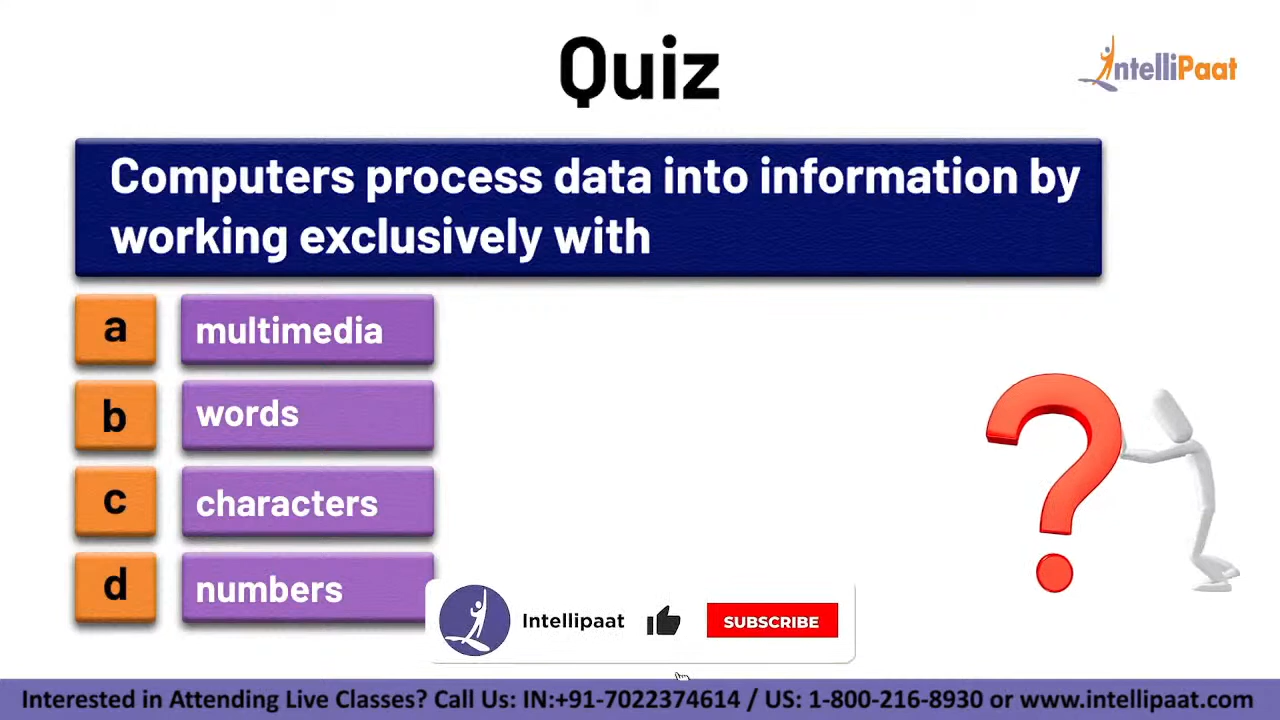 Quiz
IntelliPaat
Computers process data into information by
working exclusively with
a multimedia
b words
c characters
d numbers
Intellipaat SUBSCRIBE
Interested in Attending Live Classes? Call Us: IN:+91-7022374614 / US: 1-800-216-8930 or www.intellipaat.com